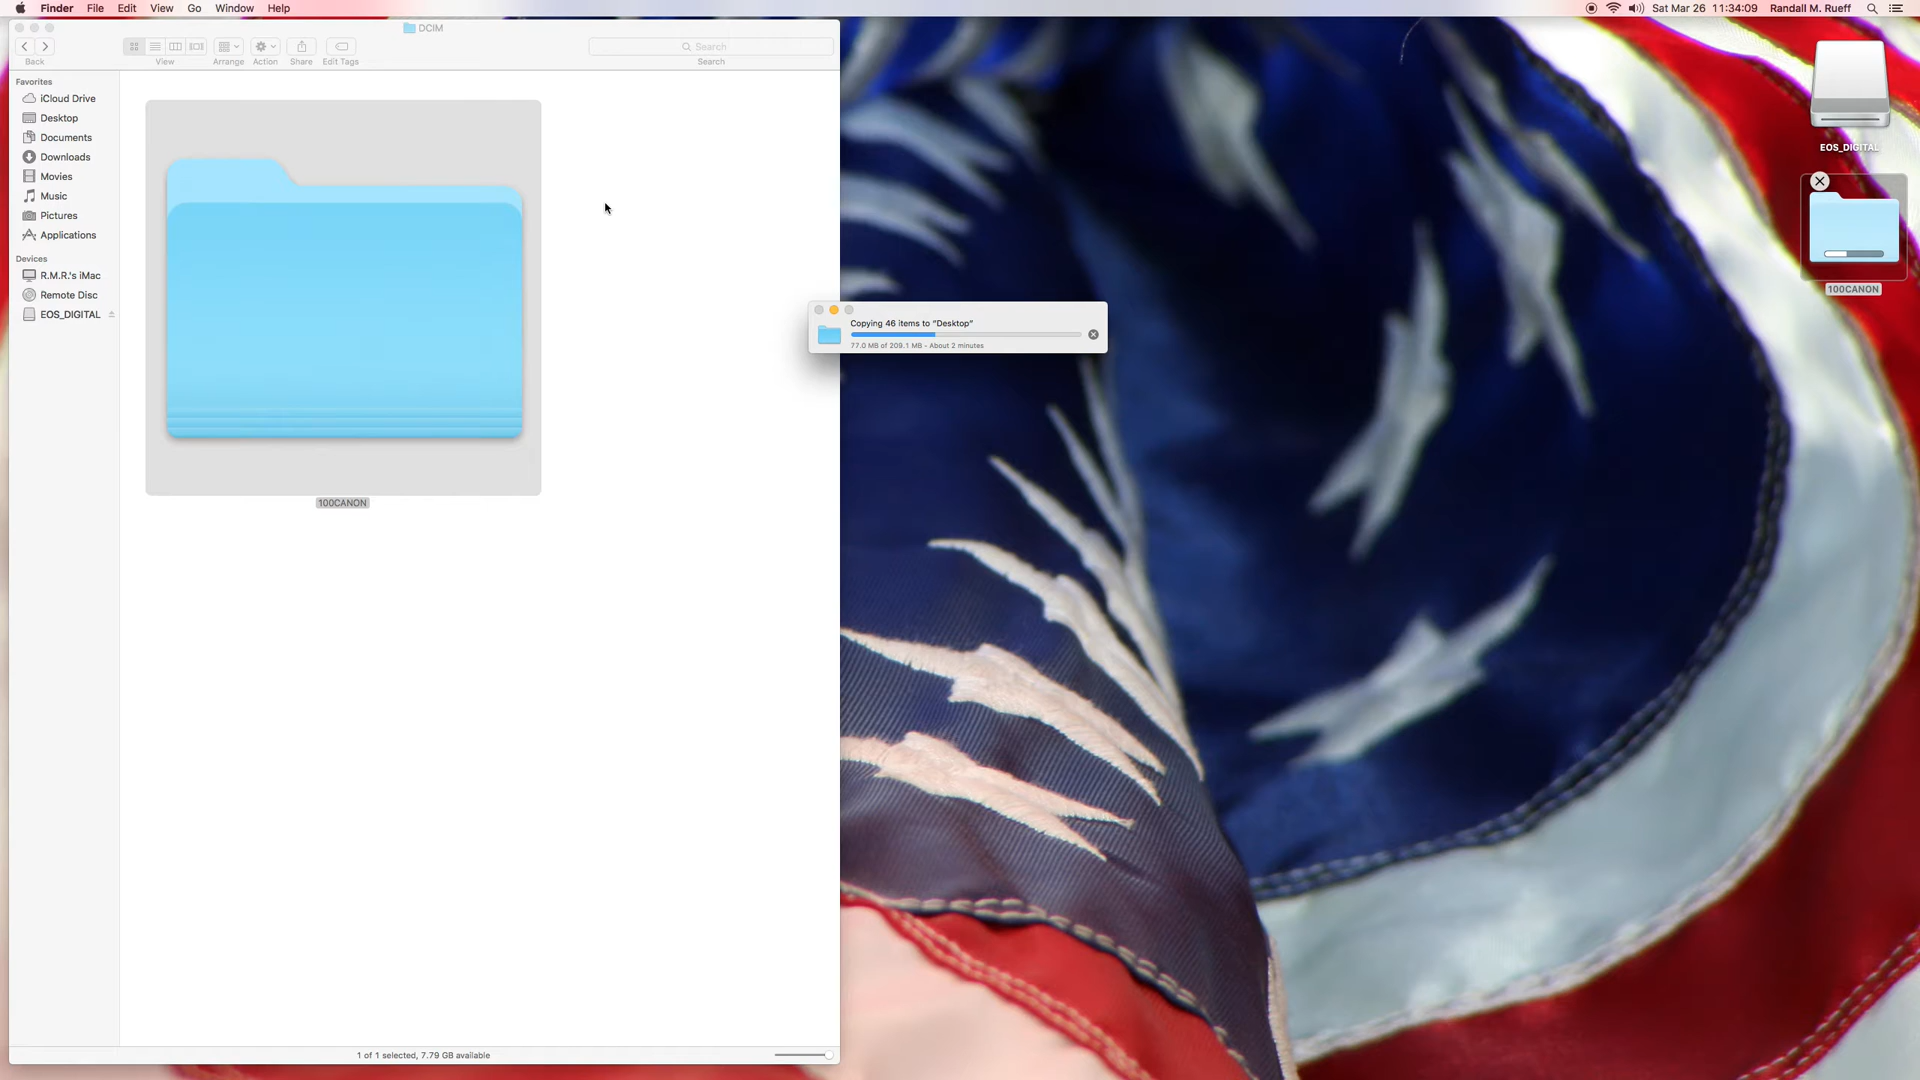 Finder File Edit View Go Window Help Sat Mar 26 11:34:09 Randall M. Rueff
DCIM
Search
Back View Arrange Action Share Edit Tags Search
Favorites
iCloud Drive
Desktop
Documents
Downloads
Movies
Music
Pictures
Applications
Devices
R.M.R.'s iMac
Remote Disc
EOS_DIGITAL
100CANON
1 of 1 selected, 7.79 GB available
Copying 46 items to “Desktop”
77.0 MB of 209.1 MB - About 2 minutes
EOS_DIGITAL
100CANON